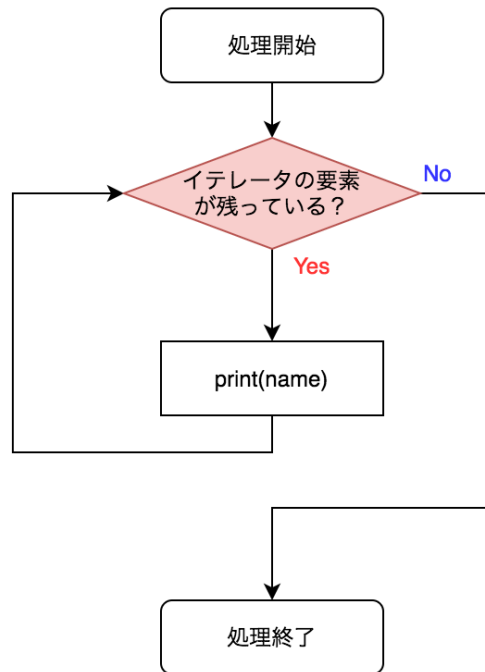 処理開始
イテレータの要素
が残っている？
No
Yes
print(name)
処理終了